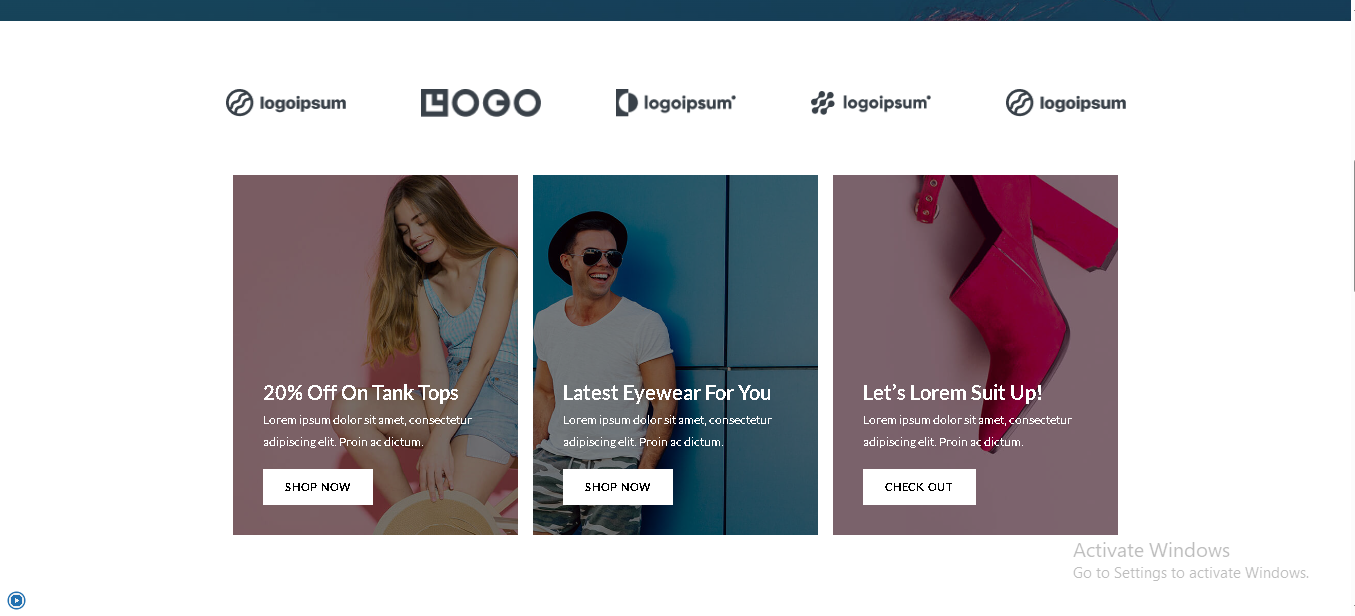 logoipsum
LOGO
logoipsum
logoipsum
logoipsum
20% Off On Tank Tops
Lorem ipsum dolor sit amet, consectetur
adipiscing elit. Proin ac dictum.
SHOP NOW
Latest Eyewear For You
Lorem ipsum dolor sit amet, consectetur
adipiscing elit. Proin ac dictum.
SHOP NOW
Let’s Lorem Suit Up!
Lorem ipsum dolor sit amet, consectetur
adipiscing elit. Proin ac dictum.
CHECK OUT
Activate Windows
Go to Settings to activate Windows.